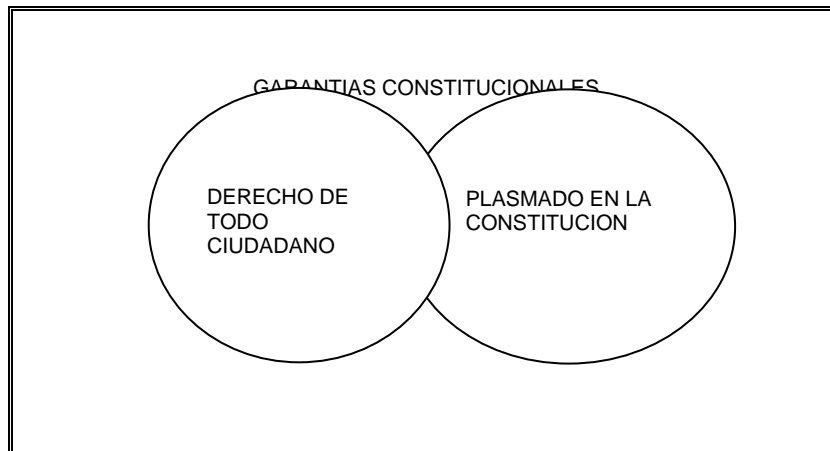 GARANTIAS CONSTITUCIONALES
DERECHO DE
TODO
CIUDADANO
PLASMADO EN LA
CONSTITUCION